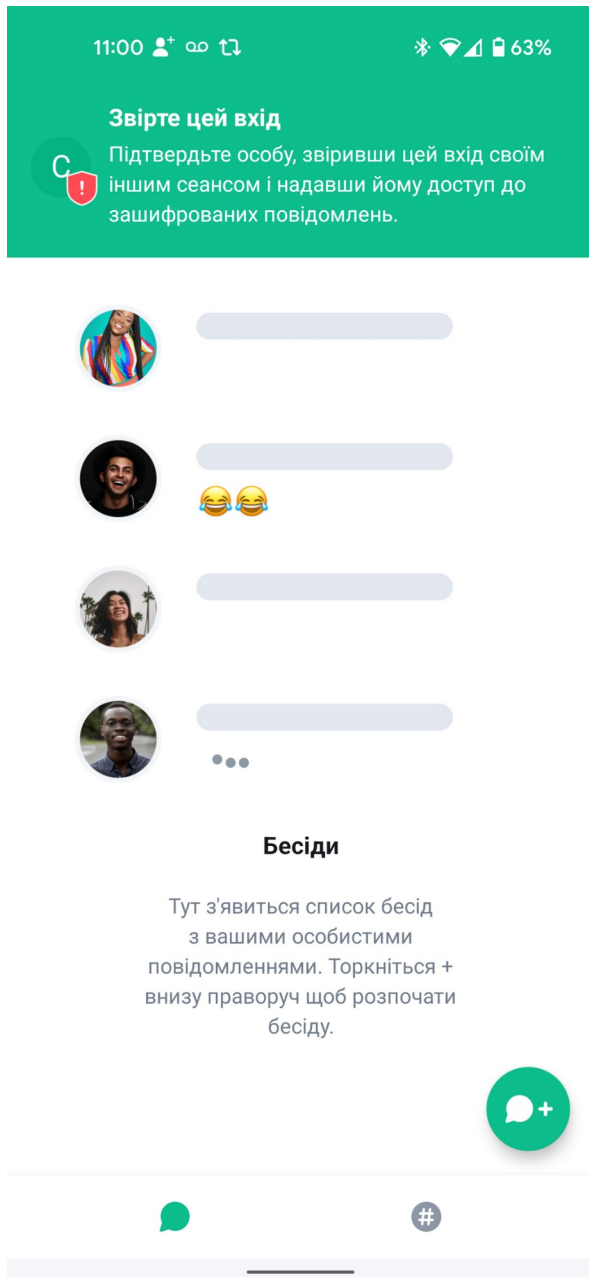 11:00 63%
Звірте цей вхід
С
Підтвердьте особу, звіривши цей вхід своїм
іншим сеансом і надавши йому доступ до
зашифрованих повідомлень.
Бесіди
Тут з'явиться список бесід
з вашими особистими
повідомленнями. Торкніться +
внизу праворуч щоб розпочати
бесіду.